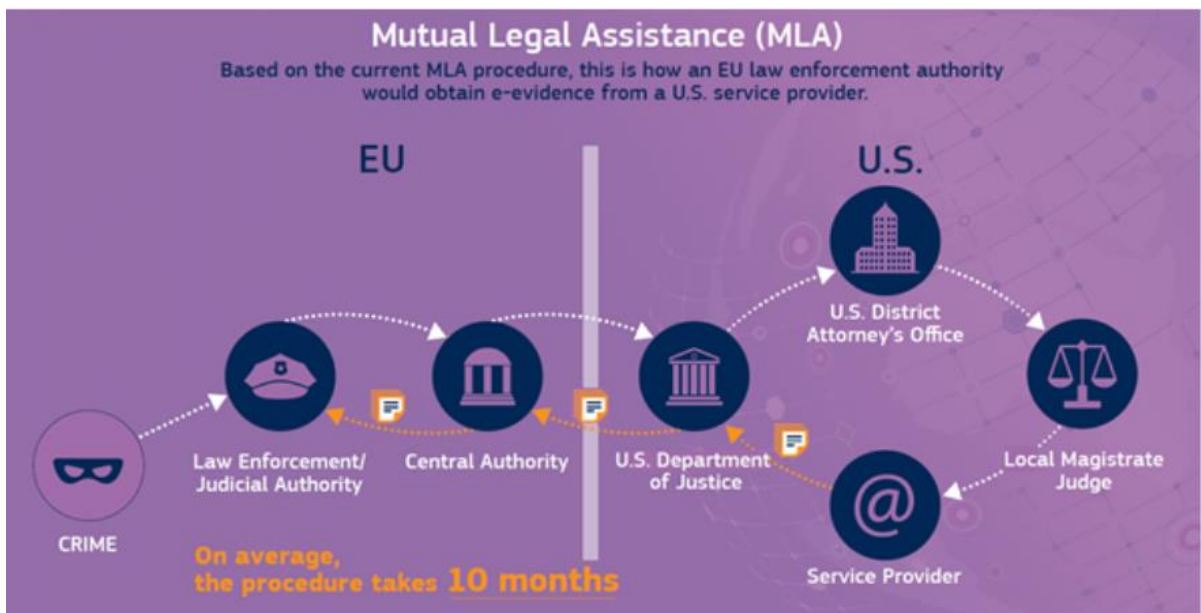 Mutual Legal Assistance (MLA)
Based on the current MLA procedure, this is how an EU law enforcement authority
would obtain e-evidence from a U.S. service provider.
EU
U.S.
U.S. District
Attorney's Office
Law Enforcement/
Judicial Authority
Central Authority
U.S. Department
of Justice
Local Magistrate
Judge
@
CRIME
Service Provider
On average,
the procedure takes 10 months